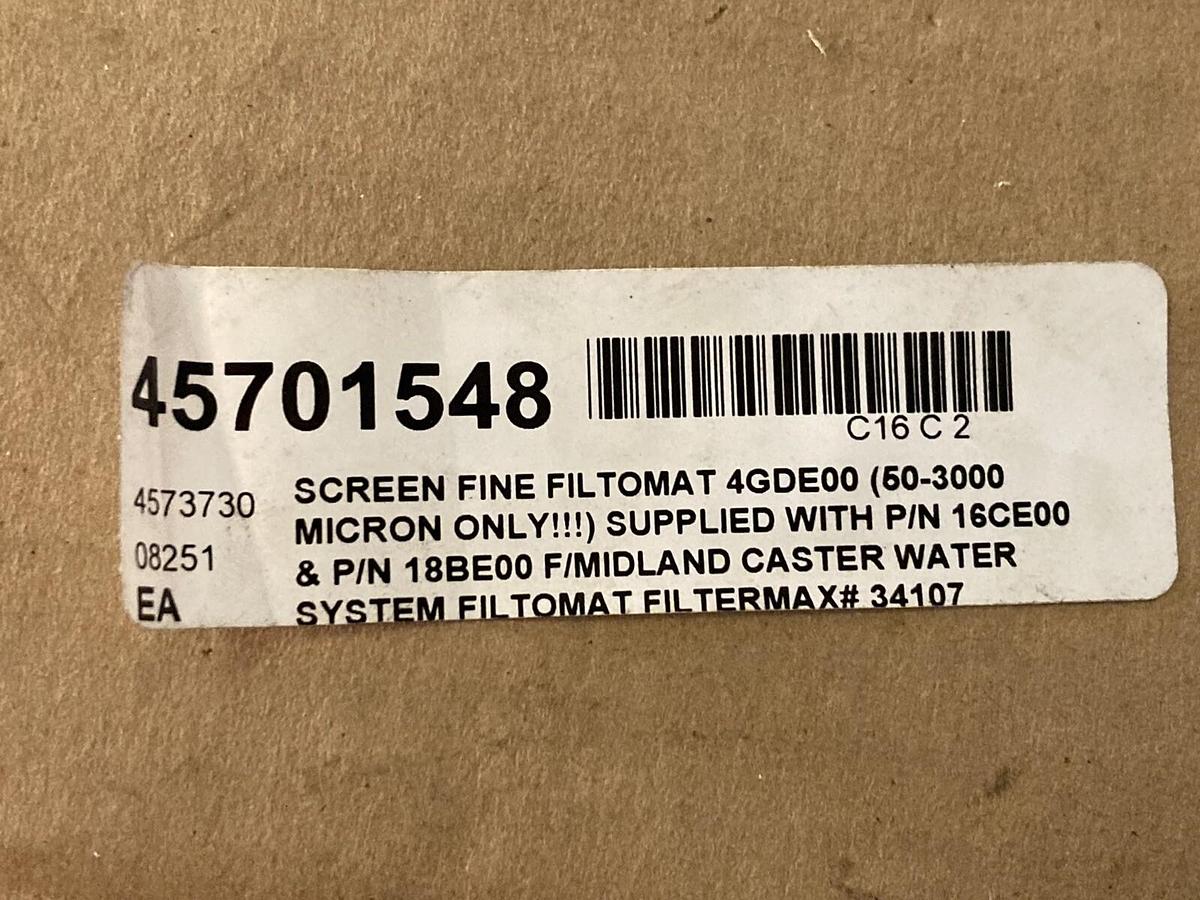 45701548
C16 C 2
4573730
08251
EA
SCREEN FINE FILTOMAT 4GDE00 (50-3000
MICRON ONLY!!!) SUPPLIED WITH P/N 16CE00
& P/N 18BE00 F/MIDLAND CASTER WATER
SYSTEM FILTOMAT FILTERMAX# 34107